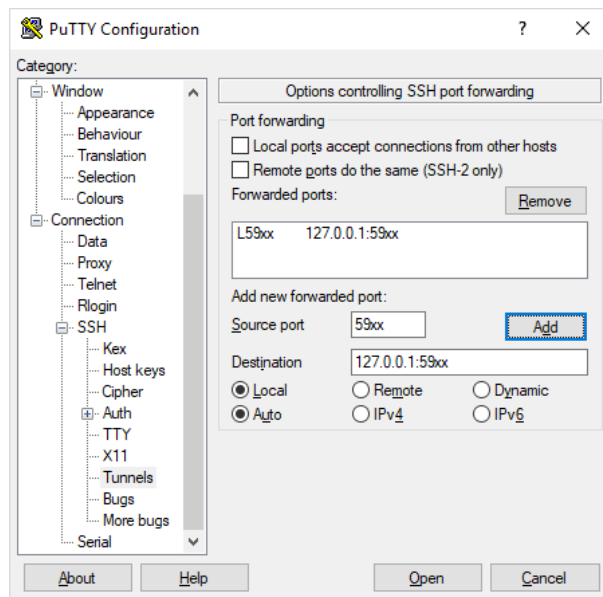 PuTTY Configuration
?
Category:
Window
Appearance
Behaviour
Translation
Selection
Colours
Connection
Data
Proxy
Telnet
Rlogin
SSH
Kex
Host keys
Cipher
Auth
TTY
X11
Tunnels
Bugs
More bugs
Serial
Options controlling SSH port forwarding
Port forwarding
Local ports accept connections from other hosts
Remote ports do the same (SSH-2 only)
Forwarded ports:
Remove
L59xx 127.0.0.1:59xx
Add new forwarded port:
Source port 59xx Add
Destination 127.0.0.1:59xx
Local Remote Dynamic
Auto IPv4 IPv6
About Help Open Cancel